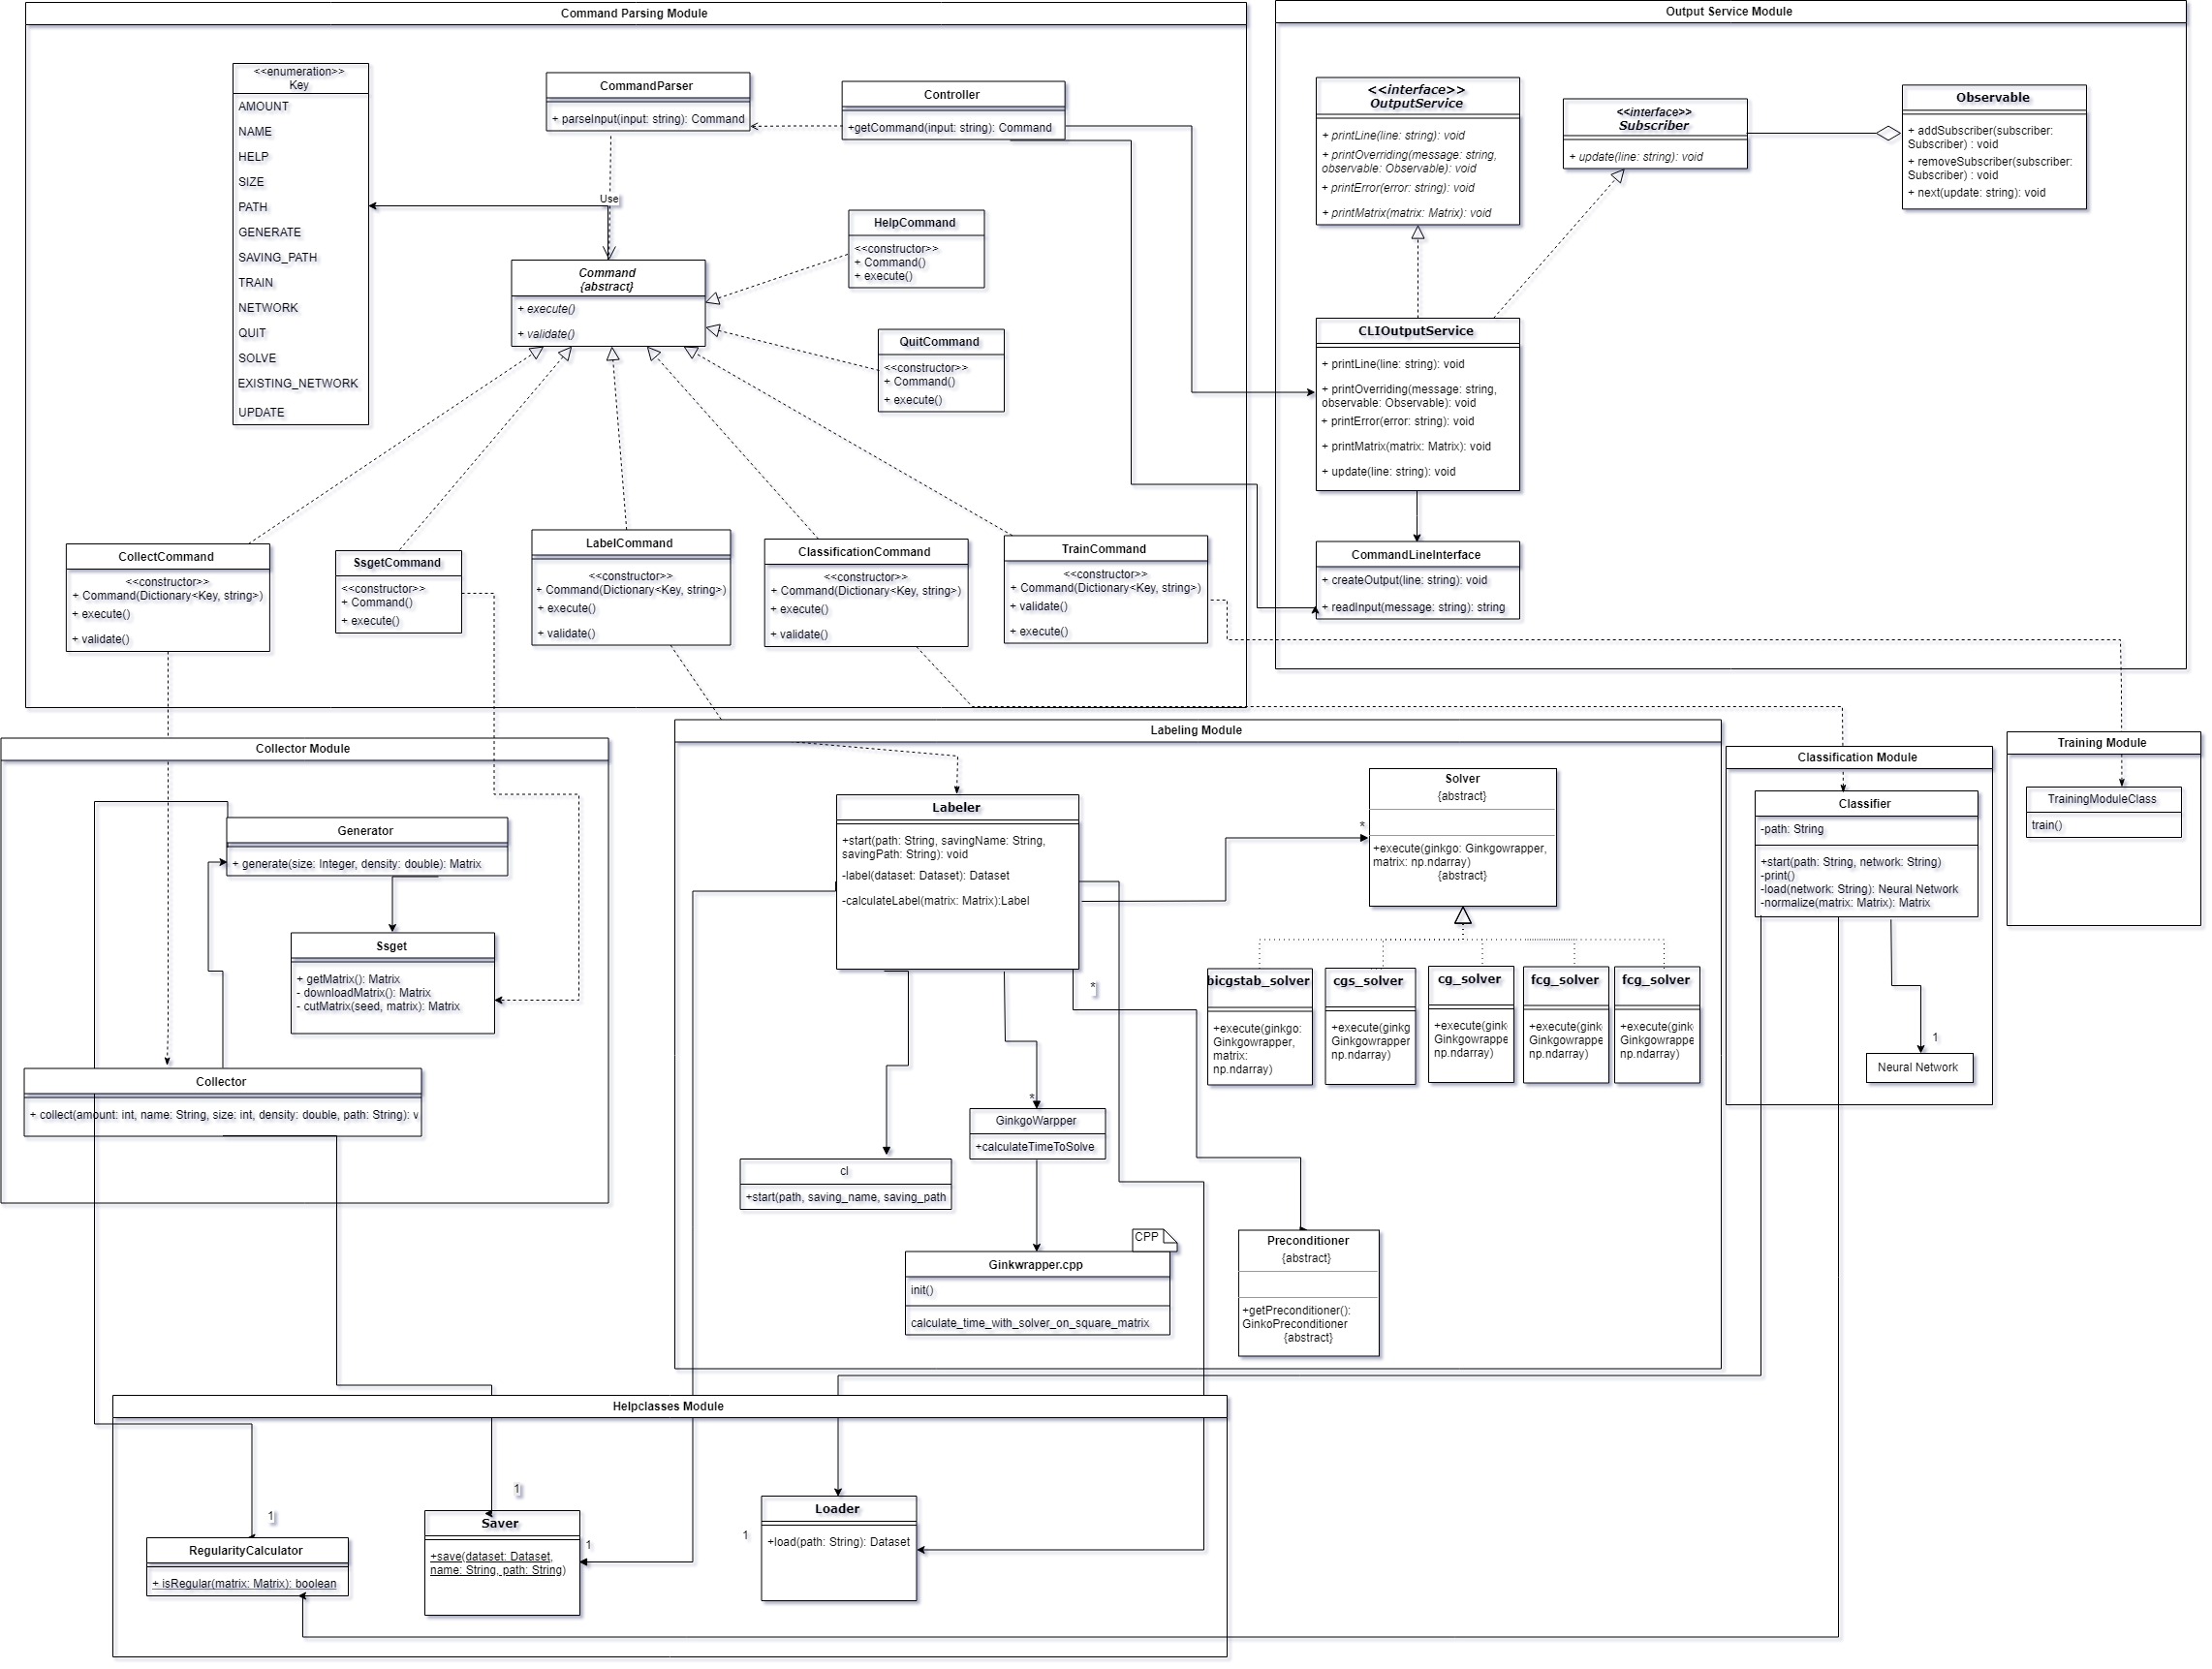 Command Parsing Module
<<enumeration>>
Key
AMOUNT
NAME
HELP
SIZE
PATH
GENERATE
SAVING_PATH
TRAIN
NETWORK
QUIT
SOLVE
EXISTING_NETWORK
UPDATE
CommandParser
+ parseInput(input: string): Command
Controller
+getCommand(input: string): Command
Use
Command
{abstract}
+ execute()
+ validate()
HelpCommand
<<constructor>>
+ Command()
+ execute()
QuitCommand
<<constructor>>
+ Command()
+ execute()
CollectCommand
<<constructor>>
+ Command(Dictionary<Key, string>)
+ execute()
+ validate()
SsgetCommand
<<constructor>>
+ Command()
+ execute()
LabelCommand
<<constructor>>
+ Command(Dictionary<Key, string>)
+ execute()
+ validate()
ClassificationCommand
<<constructor>>
+ Command(Dictionary<Key, string>)
+ execute()
+ validate()
TrainCommand
<<constructor>>
+ Command(Dictionary<Key, string>)
+ validate()
+ execute()
Output Service Module
<<interface>>
OutputService
+ printLine(line: string): void
+ printOverriding(message: string,
observable: Observable): void
+ printError(error: string): void
+ printMatrix(matrix: Matrix): void
<<interface>>
Subscriber
+ update(line: string): void
Observable
+ addSubscriber(subscriber:
Subscriber) : void
+ removeSubscriber(subscriber:
Subscriber) : void
+ next(update: string): void
CLIOutputService
+ printLine(line: string): void
+ printOverriding(message: string,
observable: Observable): void
+ printError(error: string): void
+ printMatrix(matrix: Matrix): void
+ update(line: string): void
CommandLineInterface
+ createOutput(line: string): void
+ readInput(message: string): string
Collector Module
Generator
+ generate(size: Integer, density: double): Matrix
Ssget
+ getMatrix(): Matrix
- downloadMatrix(): Matrix
- cutMatrix(seed, matrix): Matrix
Collector
+ collect(amount: int, name: String, size: int, density: double, path: String): v
Labeling Module
Labeler
+start(path: String, savingName: String,
savingPath: String): void
-label(dataset: Dataset): Dataset
-calculateLabel(matrix: Matrix):Label
*
Solver
{abstract}
+execute(ginkgo: Ginkgowrapper,
matrix: np.ndarray)
{abstract}
bicgstab_solver
+execute(ginkgo:
Ginkgowrapper,
matrix:
np.ndarray)
cgs_solver
+execute(ginkg
Ginkgowrapper
np.ndarray)
cg_solver
+execute(gink
Ginkgowrappe
np.ndarray)
fcg_solver
+execute(gink
Ginkgowrappe
np.ndarray)
fcg_solver
+execute(gink
Ginkgowrappe
np.ndarray)
*
*
GinkgoWarpper
+calculateTimeToSolve
cl
+start(path, saving_name, saving_path
CPP
Ginkwrapper.cpp
init()
calculate_time_with_solver_on_square_matrix
Preconditioner
{abstract}
+getPreconditioner():
GinkoPreconditioner
{abstract}
Classification Module
Classifier
-path: String
+start(path: String, network: String)
-print()
-load(network: String): Neural Network
-normalize(matrix: Matrix): Matrix
1
Neural Network
Training Module
TrainingModuleClass
train()
Helpclasses Module
1
RegularityCalculator
+ isRegular(matrix: Matrix): boolean
1
Saver
+save(dataset: Dataset,
name: String, path: String)
1
1
Loader
+load(path: String): Dataset